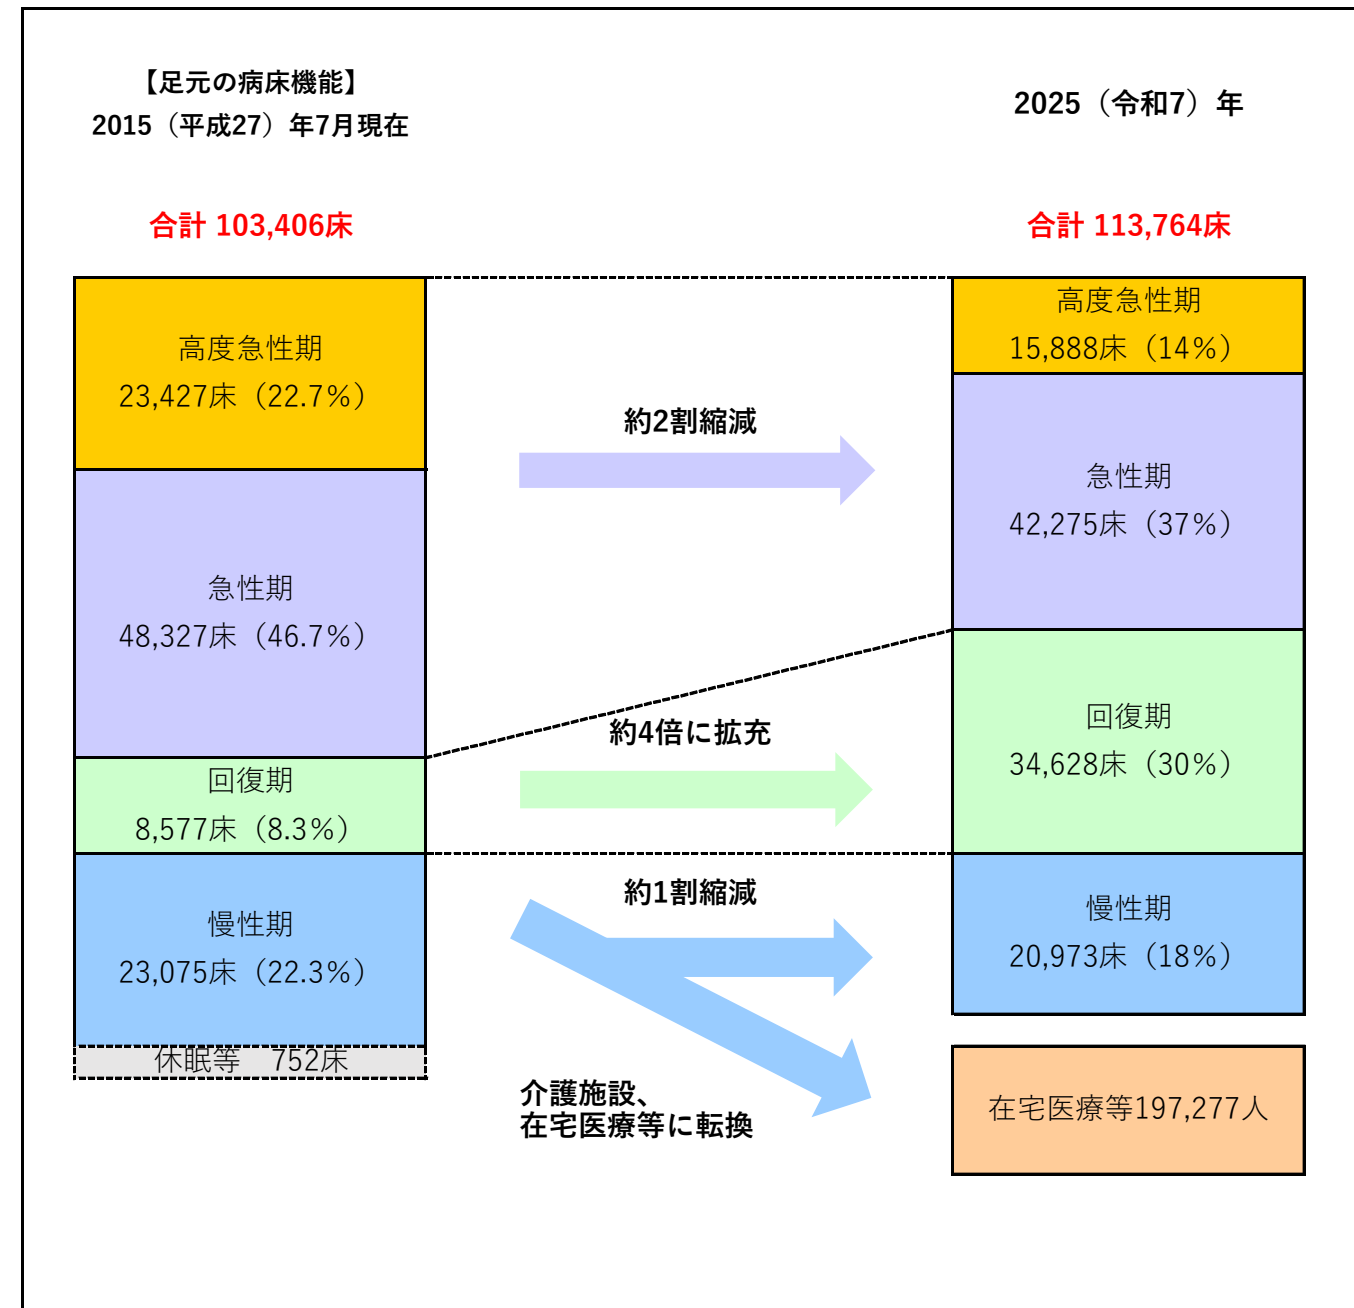 【足元の病床機能】
2015（平成27）年7月現在
合計 103,406床
高度急性期
23,427床（22.7%）
急性期
48,327床（46.7%）
回復期
8,577床（8.3%）
慢性期
23,075床（22.3%）
休眠等　752床
約2割縮減
約4倍に拡充
約1割縮減
介護施設、
在宅医療等に転換
2025（令和7）年
合計 113,764床
高度急性期
15,888床（14%）
急性期
42,275床（37%）
回復期
34,628床（30%）
慢性期
20,973床（18%）
在宅医療等197,277人